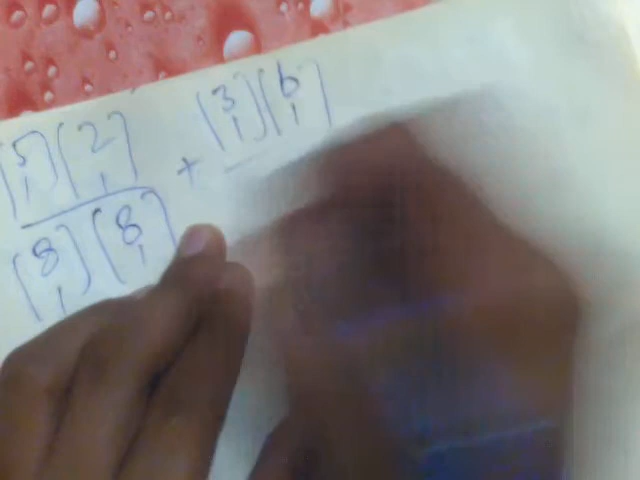 (5 1)(2 1) + (3 1)(6 1)
(8 1)(8 1)